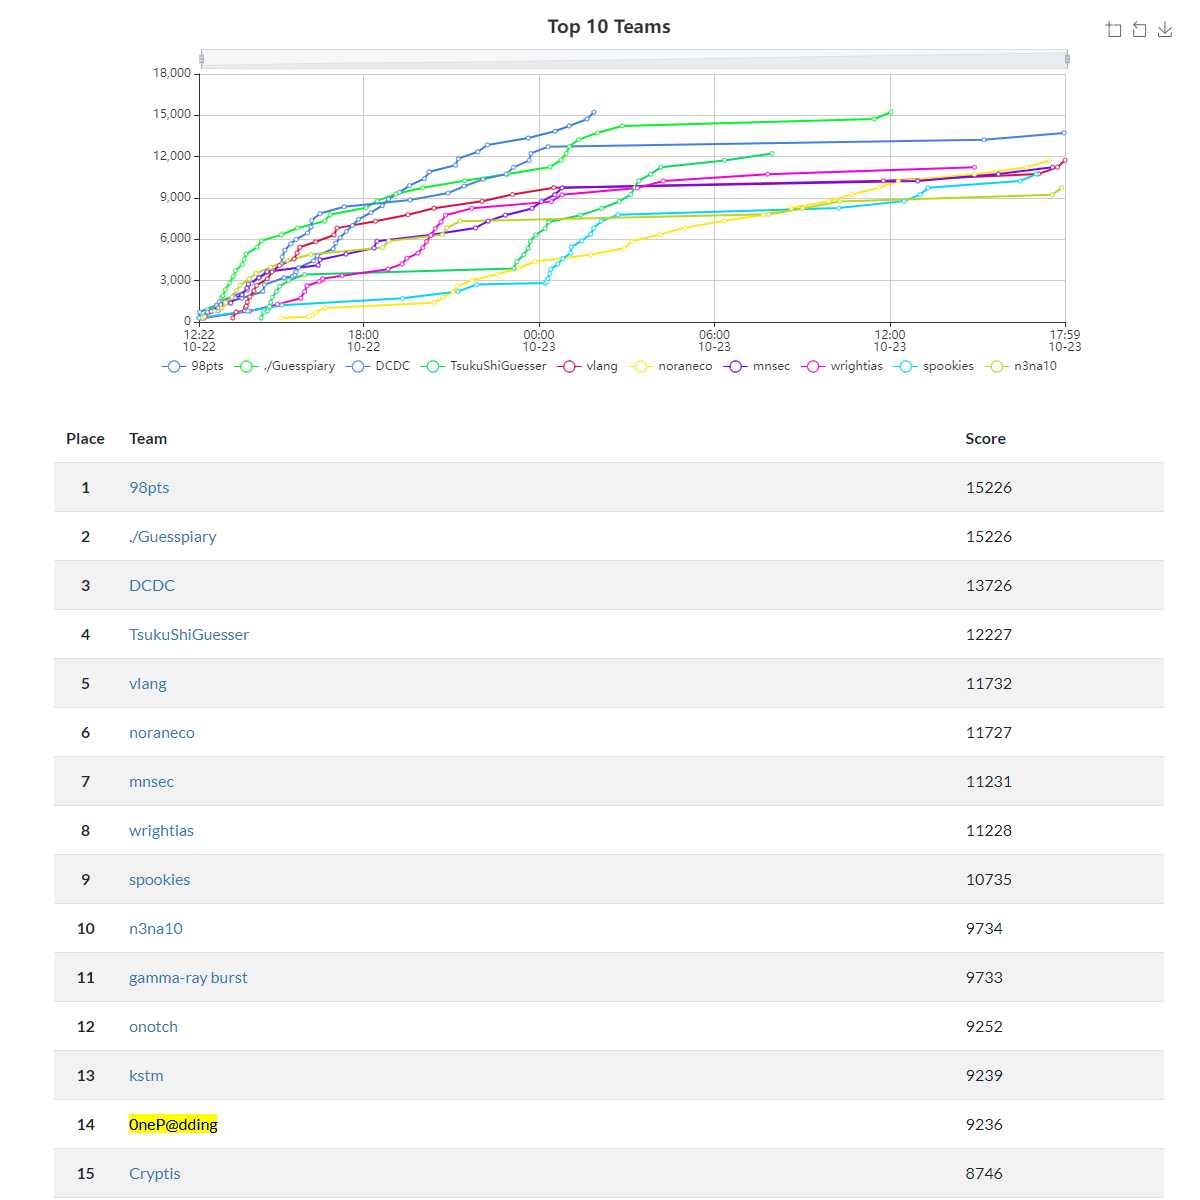 Top 10 Teams
18,000
15,000
12,000
9,000
6,000
3,000
0
12:22 18:00 00:00 06:00 12:00 17:59
10-22 10-22 10-23 10-23 10-23 10-23
98pts ./Guesspiary DCDC TsukuShiGuesser vlang noraneco mnsec wrightias spookies n3na10
Place Team Score
1 98pts 15226
2 ./Guesspiary 15226
3 DCDC 13726
4 TsukuShiGuesser 12227
5 vlang 11732
6 noraneco 11727
7 mnsec 11231
8 wrightias 11228
9 spookies 10735
10 n3na10 9734
11 gamma-ray burst 9733
12 onotch 9252
13 kstm 9239
14 0neP@dding 9236
15 Cryptis 8746